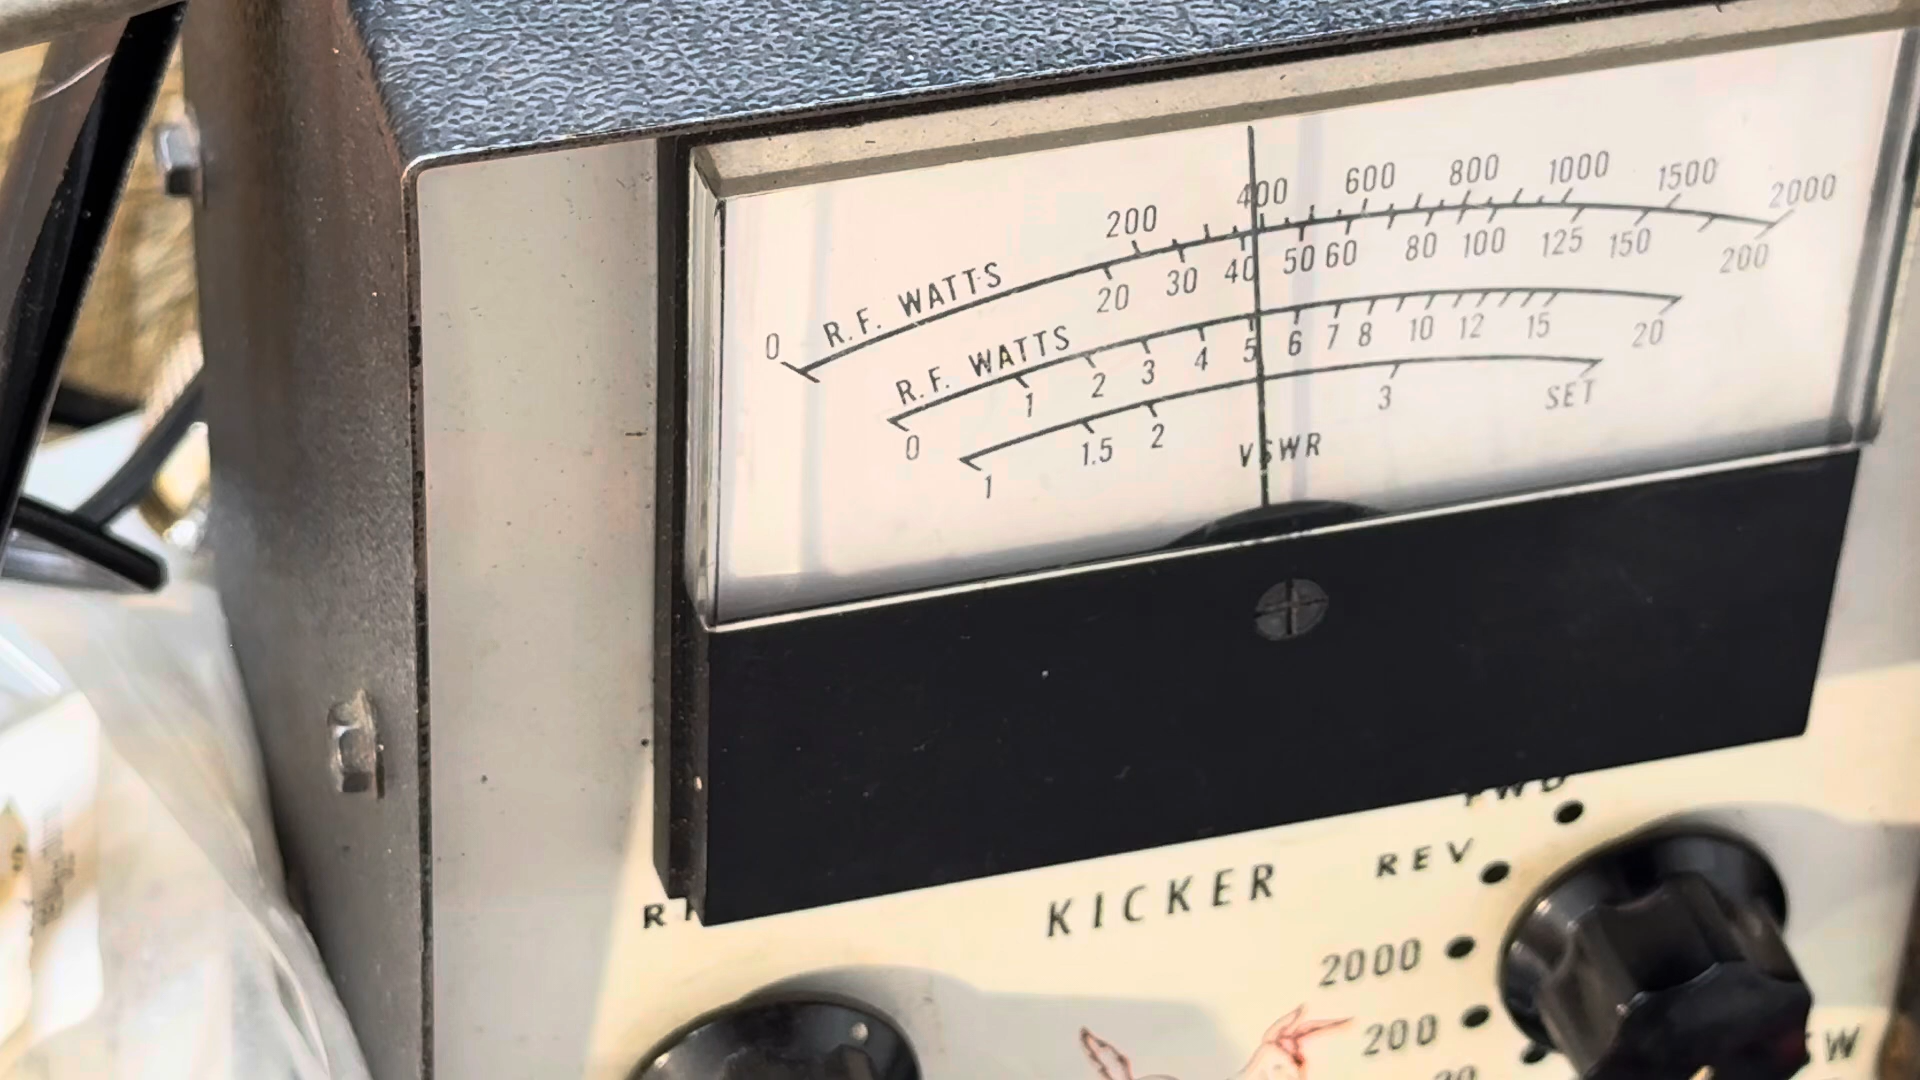 200 400 600 800 1000 1500 2000
0 R.F. WATTS
20 30 40 50 60 80 100 125 150 200
R.F. WATTS
0 1 2 3 4 5 6 7 8 10 12 15 20
1 1.5 2 3 SET
VSWR
FWD
REV
KICKER
2000
200